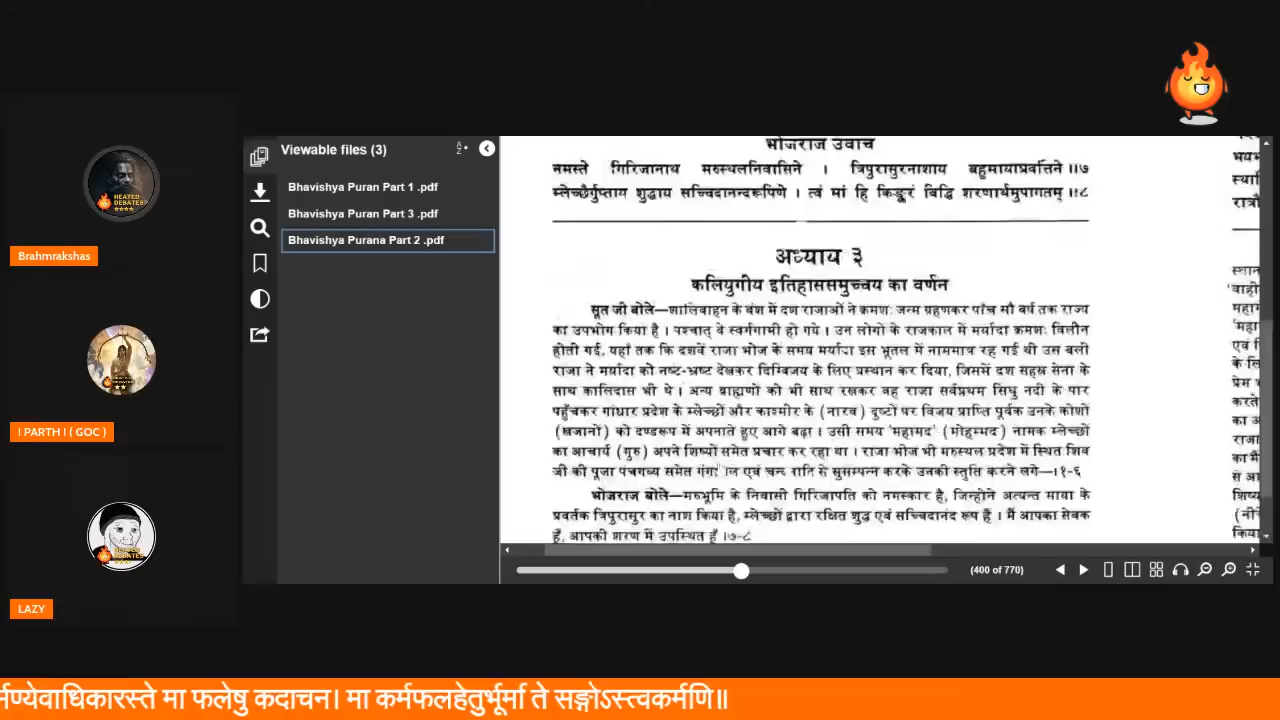 HEATED
DEBATES
Brahmrakshas
HEATED
DEBATES
! PARTH ! ( GOC )
HEATED
DEBATES
LAZY
Viewable files (3)
Bhavishya Puran Part 1 .pdf
Bhavishya Puran Part 3 .pdf
Bhavishya Purana Part 2 .pdf
भोजराज उवाच
नमस्ते गिरिजानाथ मरुस्थलनिवासिने । त्रिपुरासुरनाशाय बहुमायाप्रवर्त्तिने ॥७
म्लेच्छैर्गुप्ताय शुद्धाय सच्चिदानन्दरूपिणे । त्वं मां हि किङ्करं विद्धि शरणार्थमुपागतम् ॥८
अध्याय ३
कलियुगीय इतिहाससमुच्चय का वर्णन
सूत जी बोले—शालिवाहन के वंश में दश राजाओं ने क्रमशः जन्म ग्रहणकर पाँच सौ वर्ष तक राज्य
का उपभोग किया है । पश्चात् वे स्वर्गगामी हो गये । उन लोगों के राजकाल में मर्यादा क्रमशः विलीन
होती गई, यहाँ तक कि दशवें राजा भोज के समय मर्यादा इस भूतल में नाममात्र रह गई थी उस बली
राजा ने मर्यादा को नष्ट-भ्रष्ट देखकर दिग्विजय के लिए प्रस्थान कर दिया, जिसमें दश सहस्र सेना के
साथ कालिदास भी थे । अन्य ब्राह्मणों को भी साथ रखकर वह राजा सर्वप्रथम सिंधु नदी के पार
पहुँचकर गांधार प्रदेश के म्लेच्छों और काश्मीर के (नारव) दुष्टों पर विजय प्राप्ति पूर्वक उनके कोशों
(खजानों) को दण्डरूप में अपनाते हुए आगे बढ़ा । उसी समय 'महामद' (मोहम्मद) नामक म्लेच्छों
का आचार्य (गुरु) अपने शिष्यों समेत प्रचार कर रहा था । राजा भोज भी मरुस्थल प्रदेश में स्थित शिव
जी की पूजा पंचगव्य समेत एवं से सुसम्पन्न करके उनकी स्तुति करने लगे—।१-६
भोजराज बोले—मरुभूमि के निवासी गिरिजापति को नमस्कार है, जिन्होंने अत्यन्त माया के
प्रवर्तक त्रिपुरासुर का नाश किया है, म्लेच्छों द्वारा रक्षित शुद्ध एवं सच्चिदानंद रूप हैं । मैं आपका सेवक
हूँ, आपकी शरण में उपस्थित हूँ ।७-८
(400 of 770)
र्मण्येवाधिकारस्ते मा फलेषु कदाचन। मा कर्मफलहेतुर्भूर्मा ते सङ्गोऽस्त्वकर्मणि॥